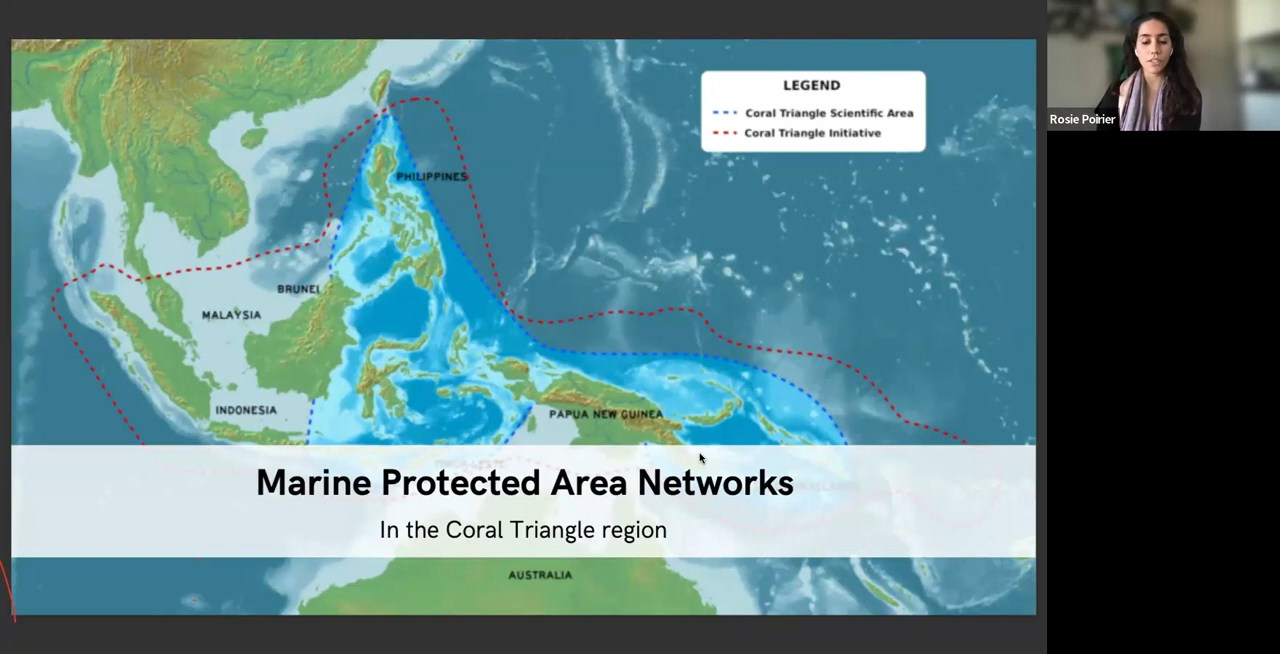 LEGEND
Coral Triangle Scientific Area
Coral Triangle Initiative
PHILIPPINES
BRUNEI
MALAYSIA
INDONESIA
PAPUA NEW GUINEA
Marine Protected Area Networks
In the Coral Triangle region
AUSTRALIA
Rosie Poirier